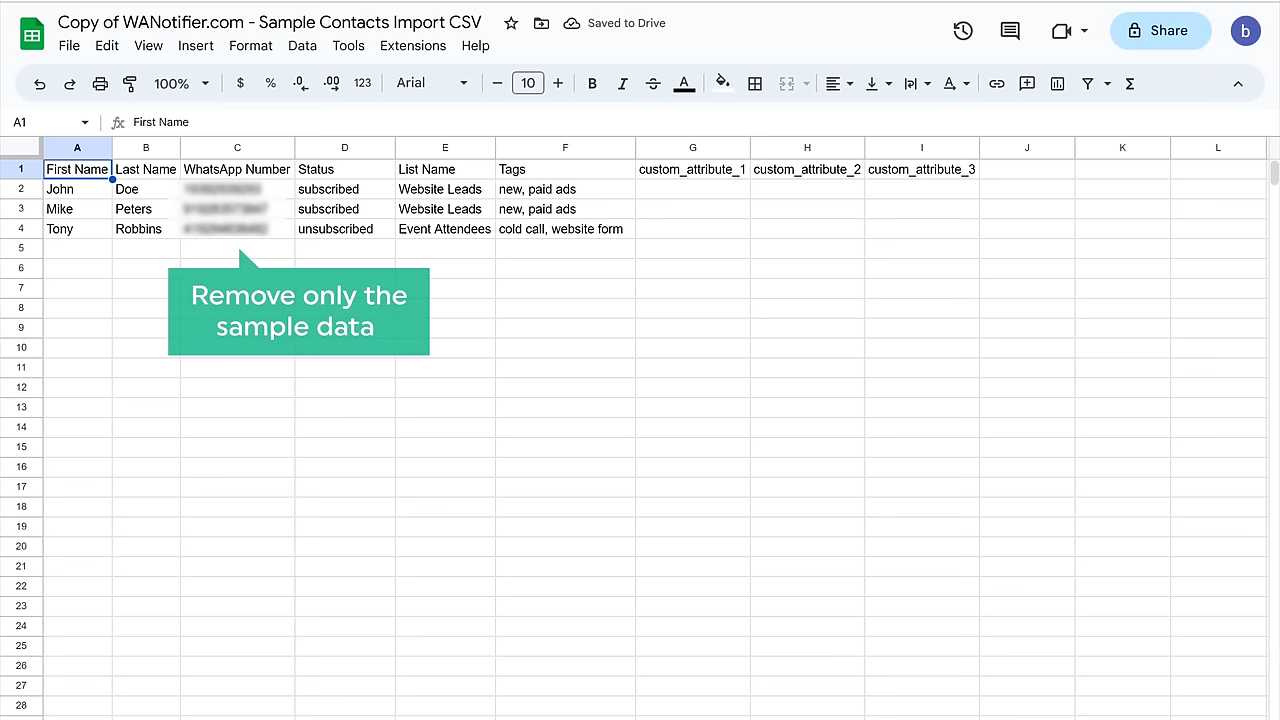 Copy of WANotifier.com - Sample Contacts Import CSV Saved to Drive
File Edit View Insert Format Data Tools Extensions Help
Share b
100% $ % .0 .00 123 Arial 10 B I A
A1 fx First Name
A B C D E F G H I J K L
1 First Name Last Name WhatsApp Number Status List Name Tags custom_attribute_1 custom_attribute_2 custom_attribute_3
2 John Doe subscribed Website Leads new, paid ads
3 Mike Peters subscribed Website Leads new, paid ads
4 Tony Robbins unsubscribed Event Attendees cold call, website form
5
6
7
8
9
10
11
12
13
14
15
16
17
18
19
20
21
22
23
24
25
26
27
28
Remove only the
sample data